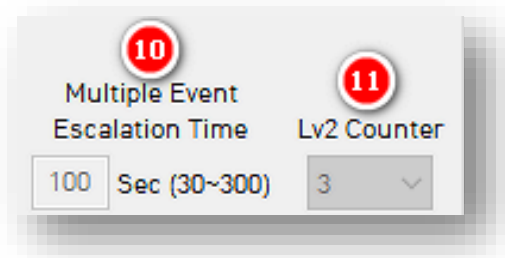 10
Multiple Event
Escalation Time
100 Sec (30~300)
11
Lv2 Counter
3